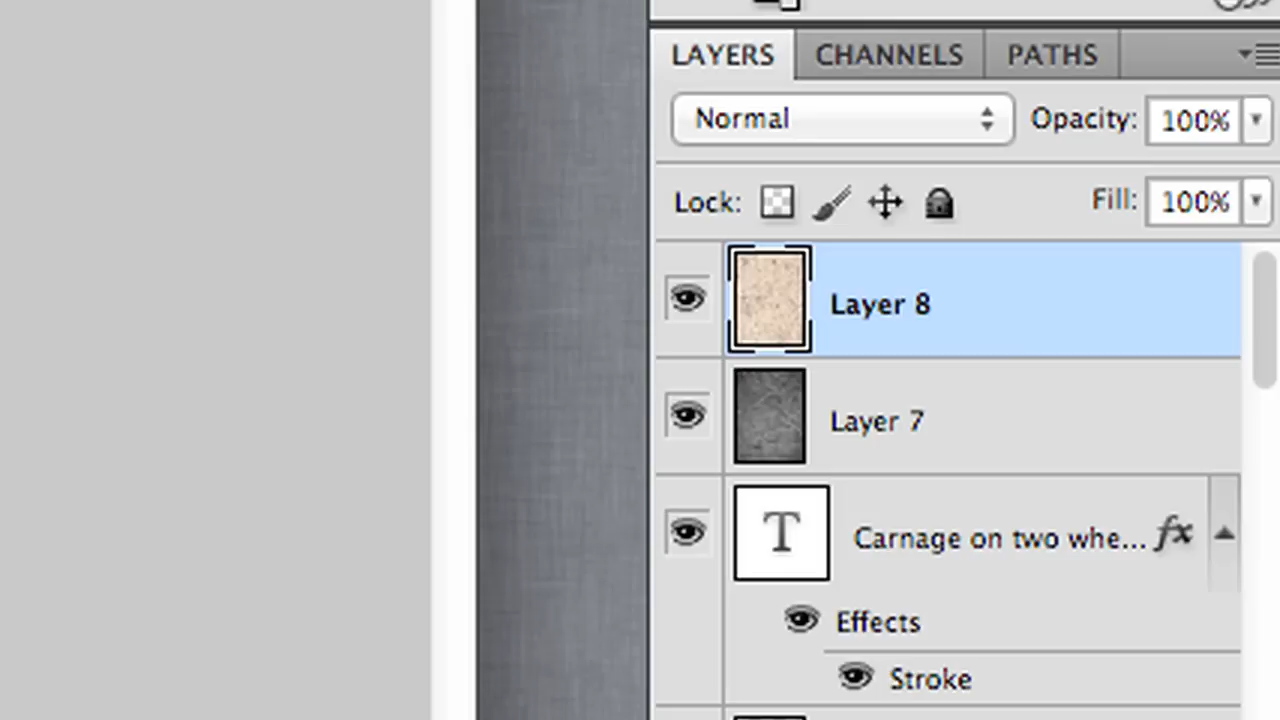 LAYERS CHANNELS PATHS
Normal Opacity: 100%
Lock: Fill: 100%
Layer 8
Layer 7
T Carnage on two whe... fx
Effects
Stroke